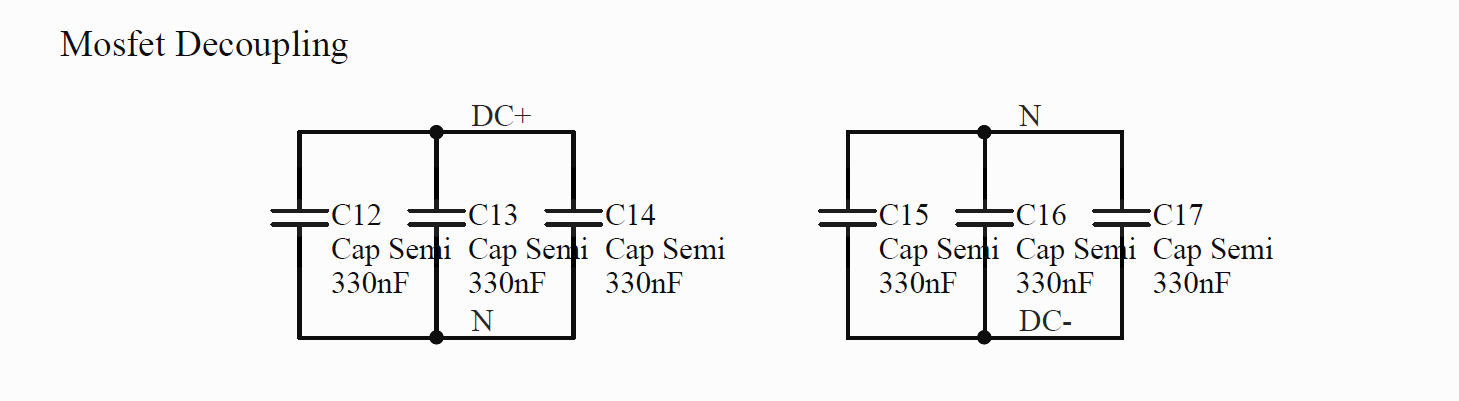 Mosfet Decoupling
DC+
N
C12
C13
C14
C15
C16
C17
Cap Semi
Cap Semi
Cap Semi
Cap Semi
Cap Semi
Cap Semi
330nF
330nF
330nF
330nF
330nF
330nF
N
DC-